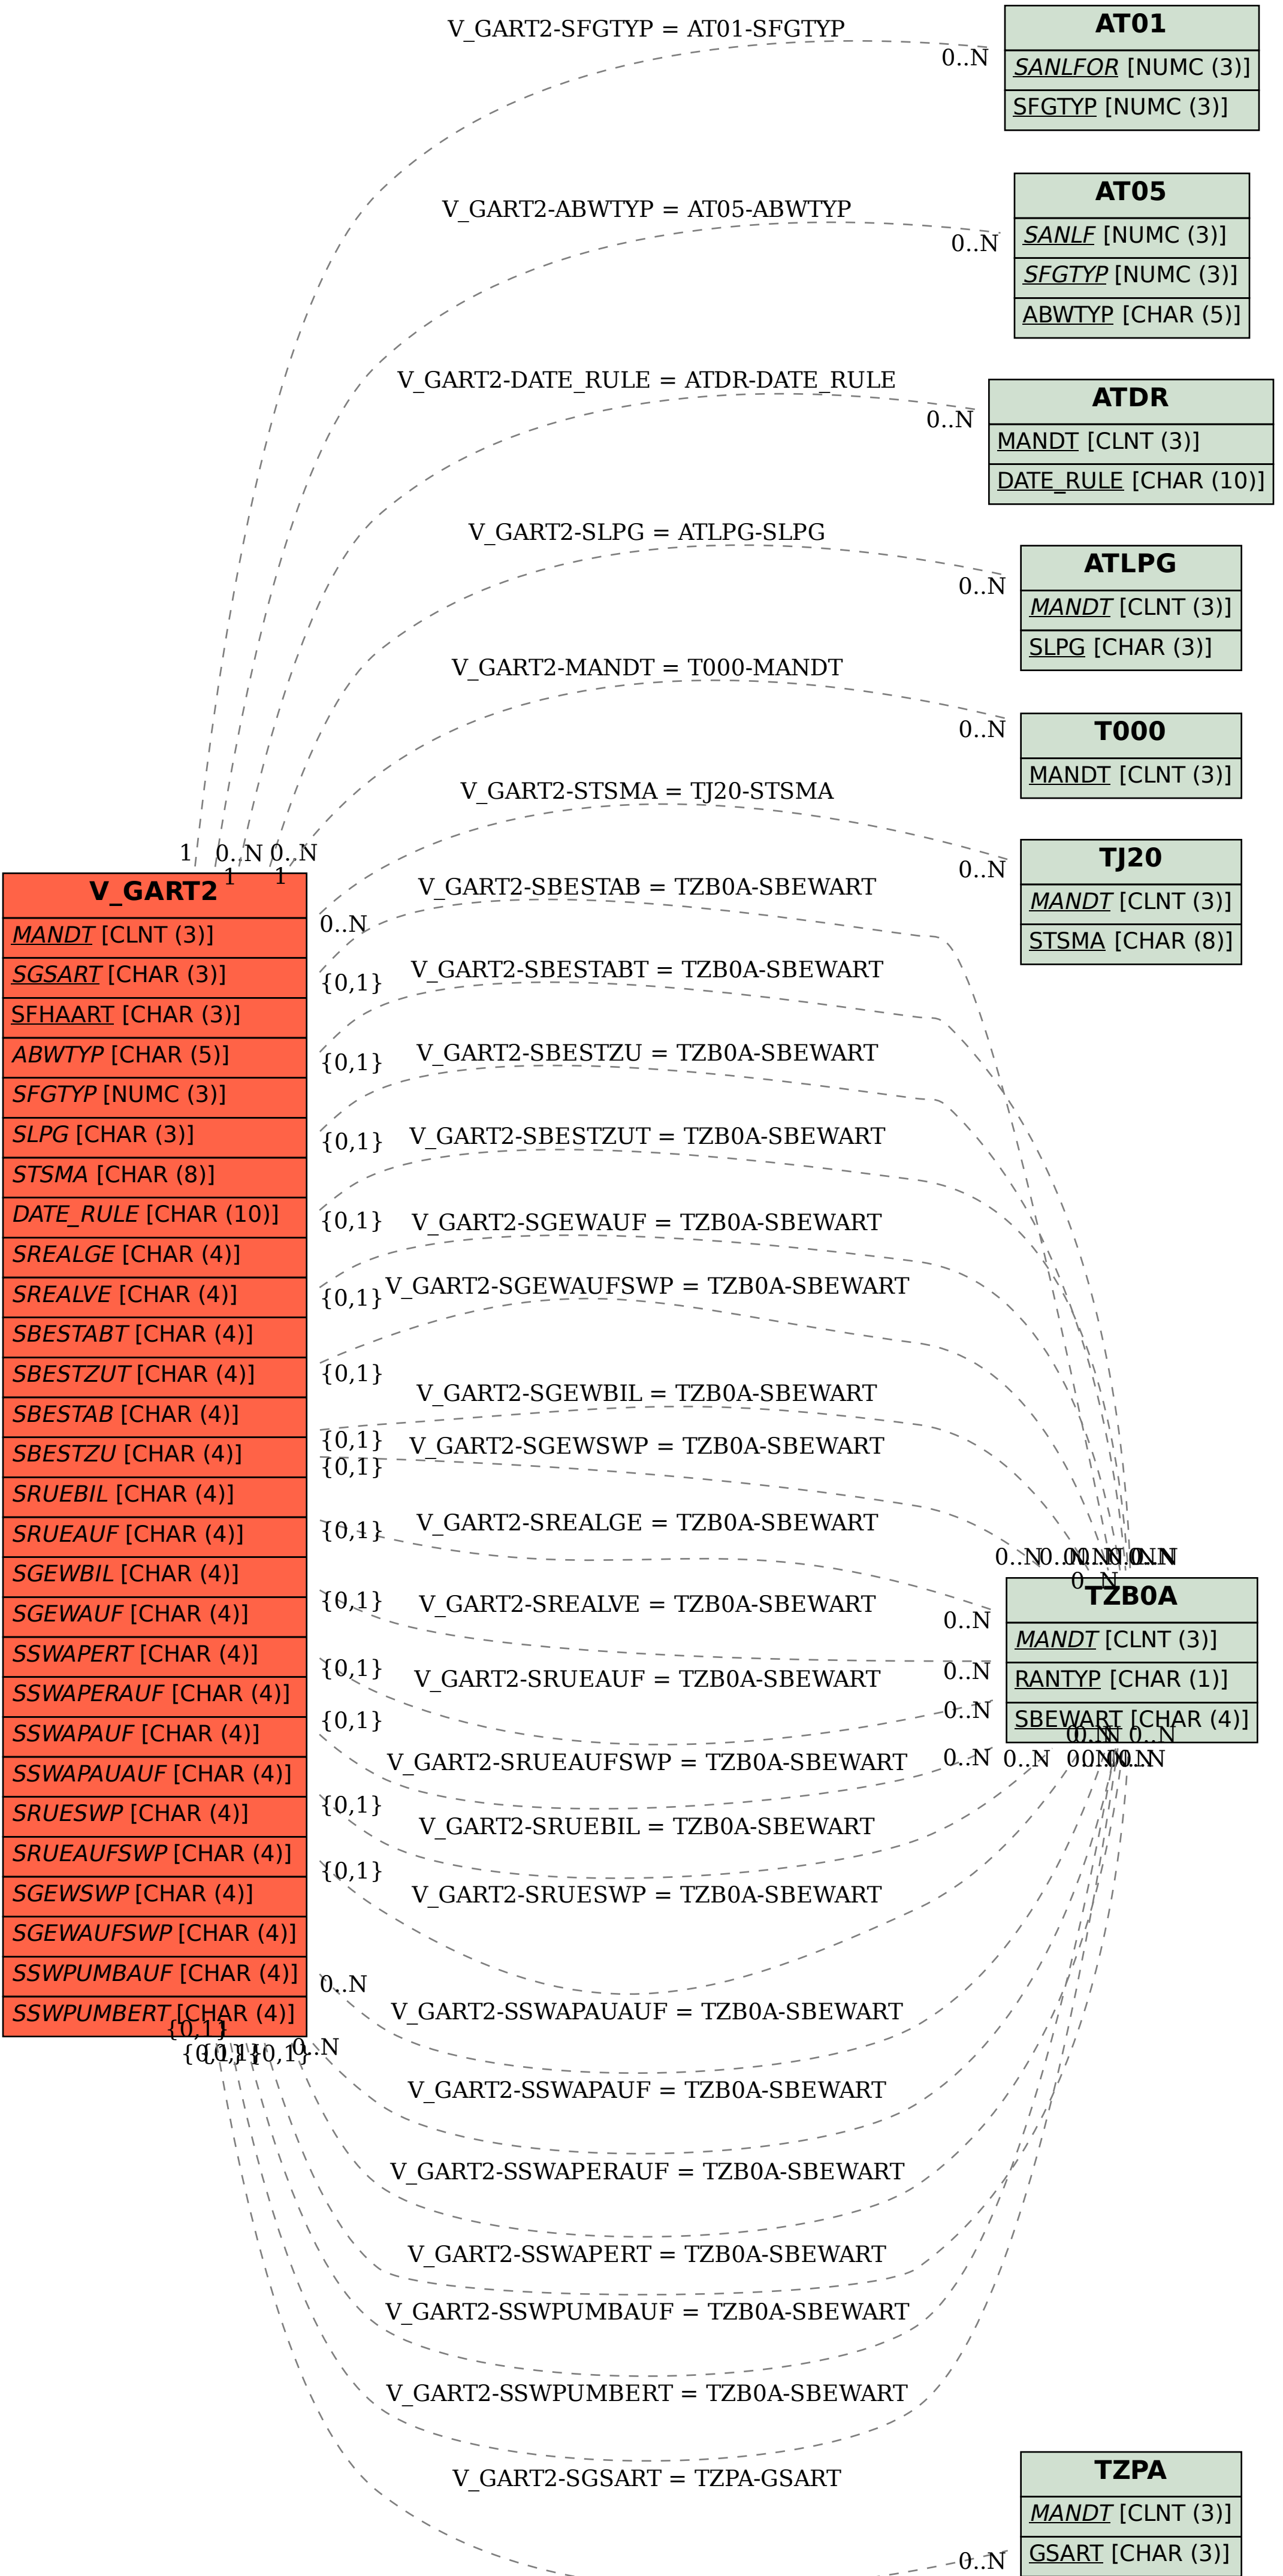 V_GART2-SFGTYP = AT01-SFGTYP
0..N
AT01
SANLFOR [NUMC (3)]
SFGTYP [NUMC (3)]
V_GART2-ABWTYP = AT05-ABWTYP
0..N
AT05
SANLF [NUMC (3)]
SFGTYP [NUMC (3)]
ABWTYP [CHAR (5)]
V_GART2-DATE_RULE = ATDR-DATE_RULE
0..N
ATDR
MANDT [CLNT (3)]
DATE_RULE [CHAR (10)]
V_GART2-SLPG = ATLPG-SLPG
0..N
ATLPG
MANDT [CLNT (3)]
SLPG [CHAR (3)]
V_GART2-MANDT = T000-MANDT
0..N
T000
MANDT [CLNT (3)]
V_GART2-STSMA = TJ20-STSMA
0..N
TJ20
MANDT [CLNT (3)]
STSMA [CHAR (8)]
1
0..N
0..N
1
1
V_GART2
MANDT [CLNT (3)]
SGSART [CHAR (3)]
SFHAART [CHAR (3)]
ABWTYP [CHAR (5)]
SFGTYP [NUMC (3)]
SLPG [CHAR (3)]
STSMA [CHAR (8)]
DATE_RULE [CHAR (10)]
SREALGE [CHAR (4)]
SREALVE [CHAR (4)]
SBESTABT [CHAR (4)]
SBESTZUT [CHAR (4)]
SBESTAB [CHAR (4)]
SBESTZU [CHAR (4)]
SRUEBIL [CHAR (4)]
SRUEAUF [CHAR (4)]
SGEWBIL [CHAR (4)]
SGEWAUF [CHAR (4)]
SSWAPERT [CHAR (4)]
SSWAPERAUF [CHAR (4)]
SSWAPAUF [CHAR (4)]
SSWAPAUAUF [CHAR (4)]
SRUESWP [CHAR (4)]
SRUEAUFSWP [CHAR (4)]
SGEWSWP [CHAR (4)]
SGEWAUFSWP [CHAR (4)]
SSWPUMBAUF [CHAR (4)]
SSWPUMBERT [CHAR (4)]
0..N
V_GART2-SBESTAB = TZB0A-SBEWART
{0,1}
V_GART2-SBESTABT = TZB0A-SBEWART
{0,1}
V_GART2-SBESTZU = TZB0A-SBEWART
{0,1}
V_GART2-SBESTZUT = TZB0A-SBEWART
{0,1}
V_GART2-SGEWAUF = TZB0A-SBEWART
{0,1}
V_GART2-SGEWAUFSWP = TZB0A-SBEWART
{0,1}
V_GART2-SGEWBIL = TZB0A-SBEWART
{0,1}
V_GART2-SGEWSWP = TZB0A-SBEWART
{0,1}
V_GART2-SREALGE = TZB0A-SBEWART
{0,1}
0..N
V_GART2-SREALVE = TZB0A-SBEWART
{0,1}
0..N
V_GART2-SRUEAUF = TZB0A-SBEWART
{0,1}
0..N
V_GART2-SRUEAUFSWP = TZB0A-SBEWART
{0,1}
0..N
V_GART2-SRUEBIL = TZB0A-SBEWART
{0,1}
V_GART2-SRUESWP = TZB0A-SBEWART
{0,1}
V_GART2-SSWAPAUAUF = TZB0A-SBEWART
0..N
V_GART2-SSWAPAUF = TZB0A-SBEWART
0..N
V_GART2-SSWAPERAUF = TZB0A-SBEWART
V_GART2-SSWAPERT = TZB0A-SBEWART
V_GART2-SSWPUMBAUF = TZB0A-SBEWART
V_GART2-SSWPUMBERT = TZB0A-SBEWART
V_GART2-SGSART = TZPA-GSART
0..N
{0,1}
0..N
0..N
TZB0A
MANDT [CLNT (3)]
RANTYP [CHAR (1)]
SBEWART [CHAR (4)]
0..N
0..N
TZPA
MANDT [CLNT (3)]
GSART [CHAR (3)]